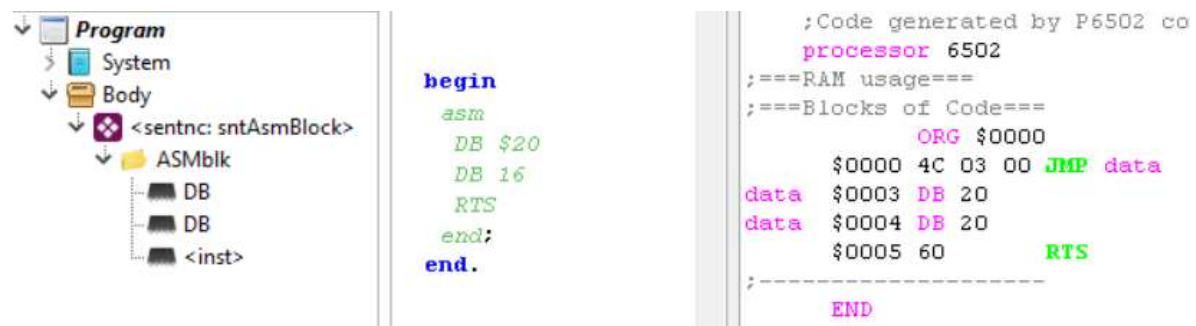 Program
System
Body
<sentnc: sntAsmBlock>
ASMblk
DB
DB
<inst>
begin
asm
DB $20
DB 16
RTS
end;
end.
;Code generated by P6502 co
processor 6502
;===RAM usage===
;===Blocks of Code===
ORG $0000
$0000 4C 03 00 JMP data
data $0003 DB 20
data $0004 DB 20
$0005 60 RTS
;---------------------
END